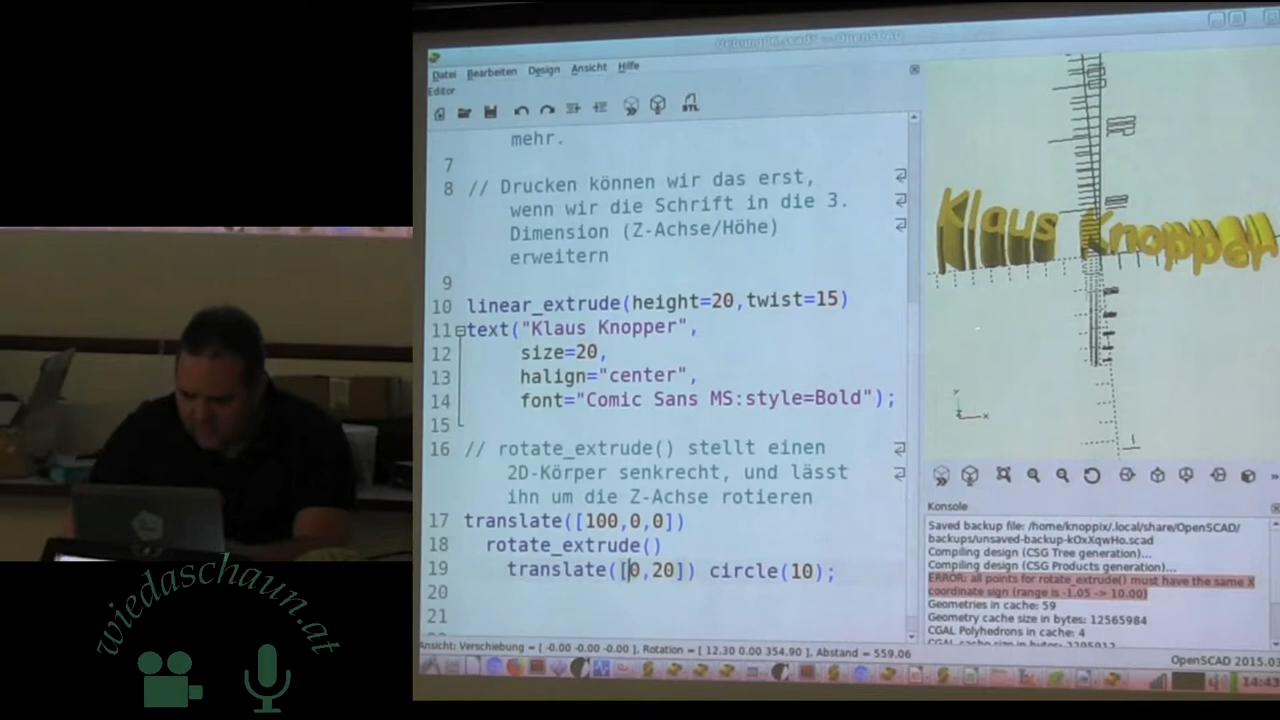 Datei Bearbeiten Design Ansicht Hilfe
Editor
STL
mehr.
7
8 // Drucken können wir das erst,
wenn wir die Schrift in die 3.
Dimension (Z-Achse/Höhe)
erweitern
9
10 linear_extrude(height=20,twist=15)
11 text("Klaus Knopper",
12 size=20,
13 halign="center",
14 font="Comic Sans MS:style=Bold");
15
16 // rotate_extrude() stellt einen
2D-Körper senkrecht, und lässt
ihn um die Z-Achse rotieren
17 translate([100,0,0])
18 rotate_extrude()
19 translate([0,20]) circle(10);
20
21
Klaus Knopper
Konsole
Saved backup file: /home/knoppix/.local/share/OpenSCAD/
backups/unsaved-backup-kOxXqwHo.scad
Compiling design (CSG Tree generation)...
Compiling design (CSG Products generation)...
ERROR: all points for rotate_extrude() must have the same X
coordinate sign (range is -1.05 -> 10.00)
Geometries in cache: 59
Geometry cache size in bytes: 12565984
CGAL Polyhedrons in cache: 4
Ansicht: Verschiebung = [ -0.00 -0.00 -0.00 ], Rotation = [ 12.30 0.00 354.90 ], Abstand = 559.06
OpenSCAD 2015.03
14:43
wiedaschaun.at